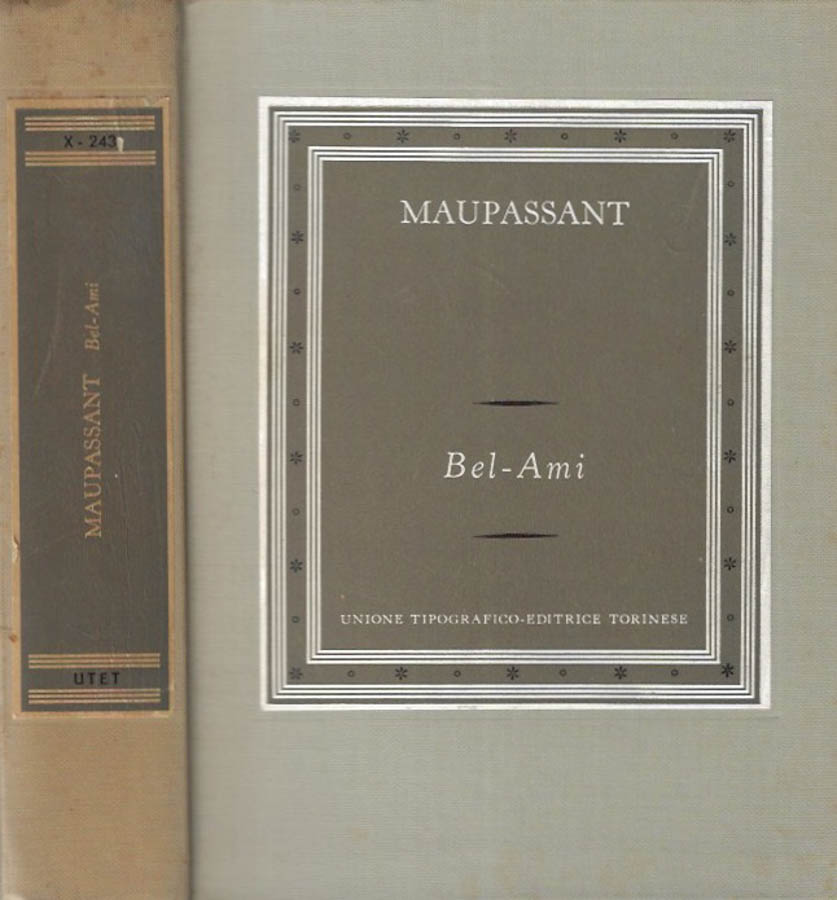 X - 243
MAUPASSANT Bel-Ami
UTET
MAUPASSANT
Bel-Ami
UNIONE TIPOGRAFICO-EDITRICE TORINESE